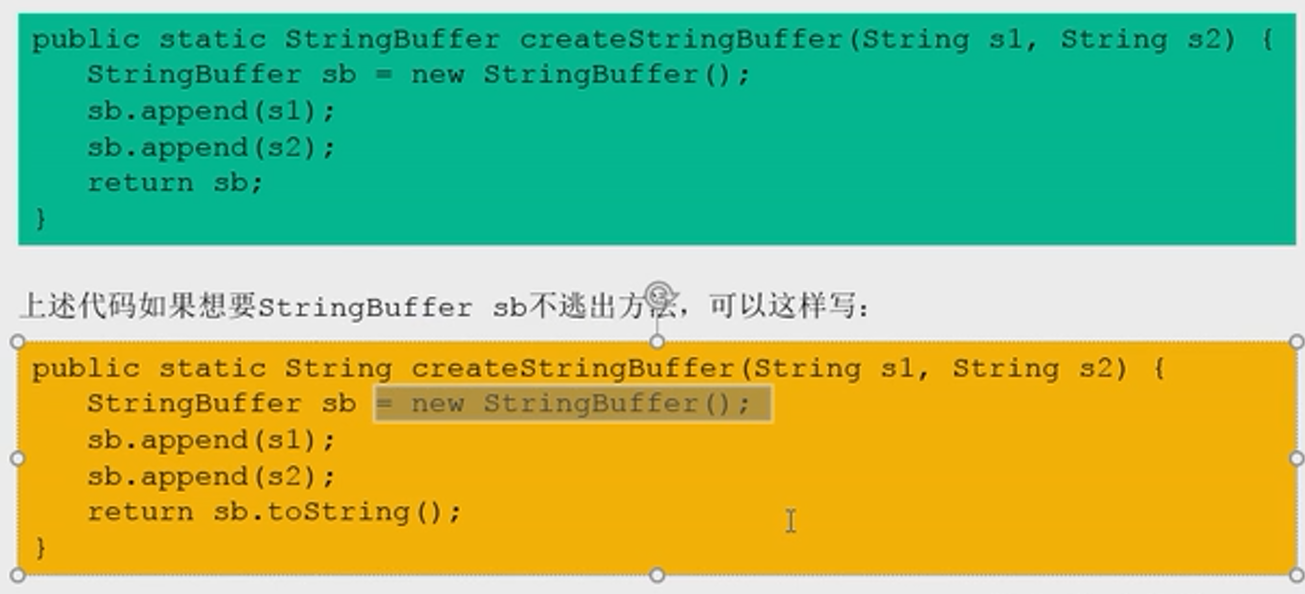 public static StringBuffer createStringBuffer(String s1, String s2) {
StringBuffer sb = new StringBuffer();
sb.append(s1);
sb.append(s2);
return sb;
}
上述代码如果想要StringBuffer sb不逃出方法，可以这样写：
public static String createStringBuffer(String s1, String s2) {
StringBuffer sb = new StringBuffer();
sb.append(s1);
sb.append(s2);
return sb.toString();
}